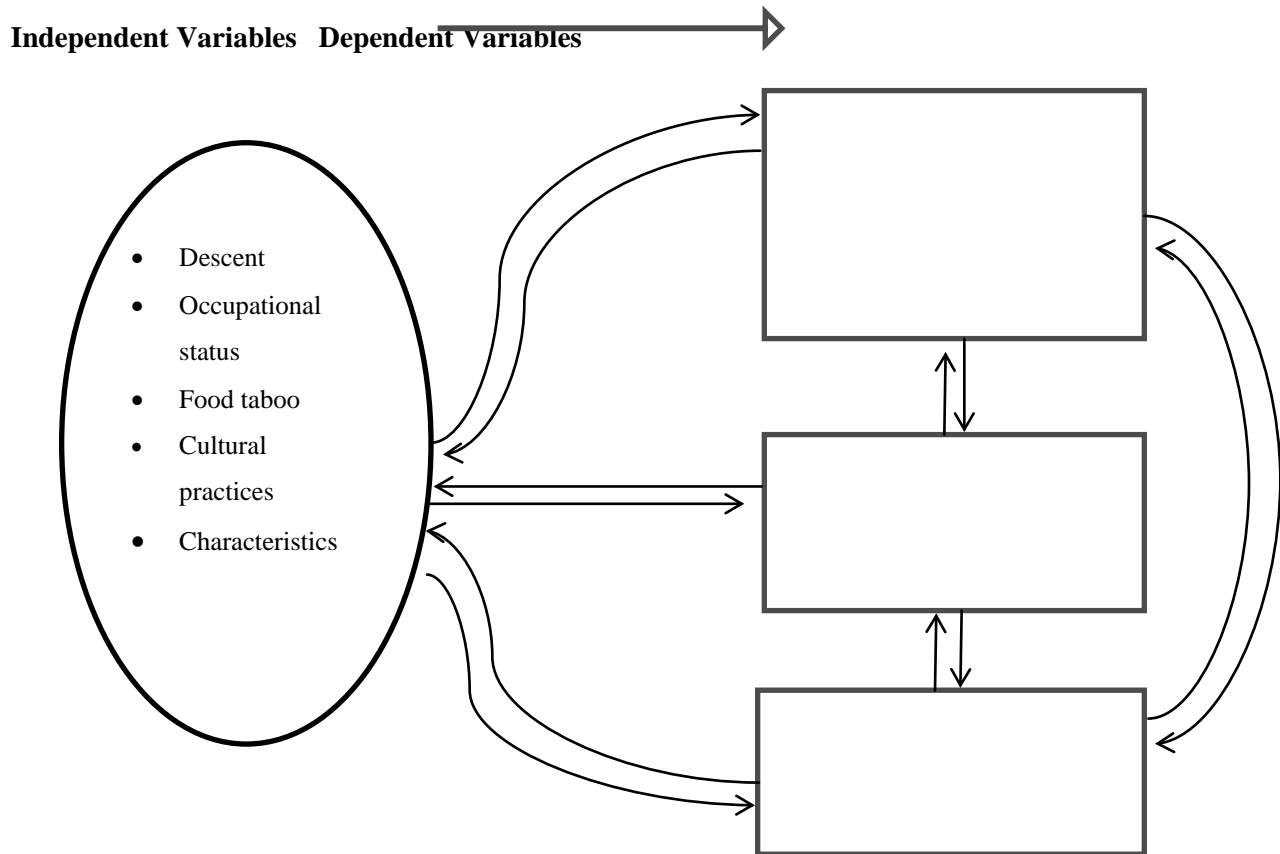 Independent Variables Dependent Variables
• Descent
• Occupational
status
• Food taboo
• Cultural
practices
• Characteristics